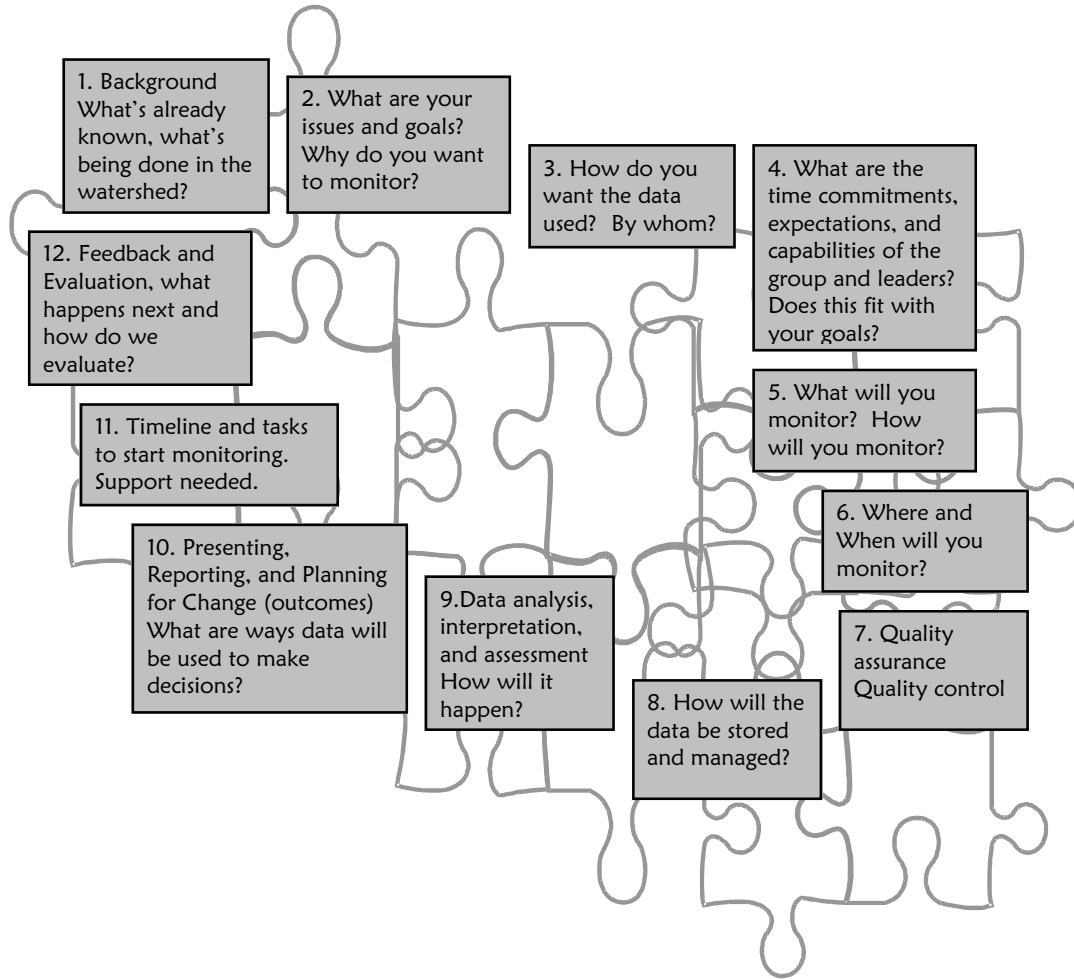 1. Background
What's already
known, what's
being done in the
watershed?
2. What are your
issues and goals?
Why do you want
to monitor?
3. How do you
want the data
used?  By whom?
4. What are the
time commitments,
expectations, and
capabilities of the
group and leaders?
Does this fit with
your goals?
5. What will you
monitor?  How
will you monitor?
6. Where and
When will you
monitor?
7. Quality
assurance
Quality control
8. How will the
data be stored
and managed?
9.Data analysis,
interpretation,
and assessment
How will it
happen?
10. Presenting,
Reporting, and Planning
for Change (outcomes)
What are ways data will
be used to make
decisions?
11. Timeline and tasks
to start monitoring.
Support needed.
12. Feedback and
Evaluation, what
happens next and
how do we
evaluate?